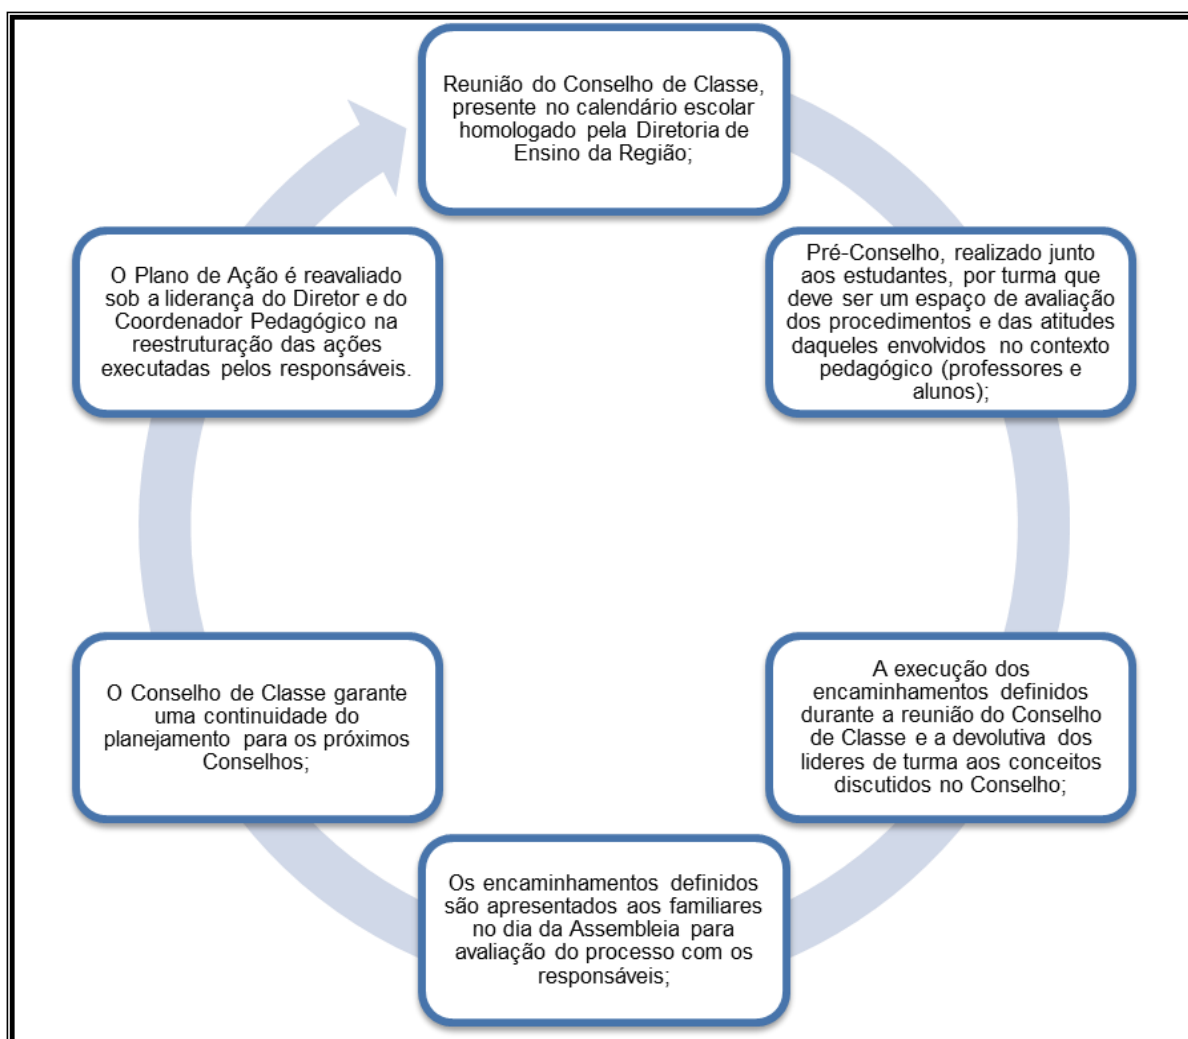 Reunião do Conselho de Classe,
presente no calendário escolar
homologado pela Diretoria de
Ensino da Região;
Pré-Conselho, realizado junto
aos estudantes, por turma que
deve ser um espaço de avaliação
dos procedimentos e das atitudes
daqueles envolvidos no contexto
pedagógico (professores e
alunos);
A execução dos
encaminhamentos definidos
durante a reunião do Conselho
de Classe e a devolutiva dos
lideres de turma aos conceitos
discutidos no Conselho;
Os encaminhamentos definidos
são apresentados aos familiares
no dia da Assembleia para
avaliação do processo com os
responsáveis;
O Conselho de Classe garante
uma continuidade do
planejamento para os próximos
Conselhos;
O Plano de Ação é reavaliado
sob a liderança do Diretor e do
Coordenador Pedagógico na
reestruturação das ações
executadas pelos responsáveis.